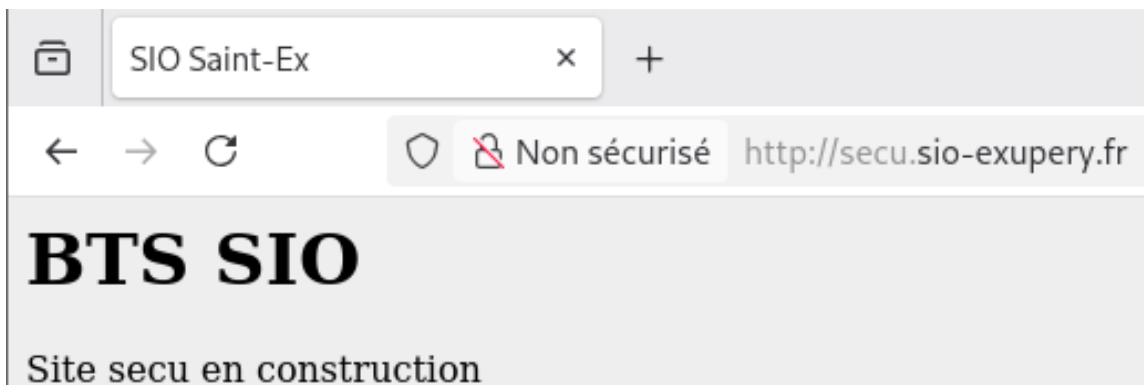 SIO Saint-Ex
Non sécurisé http://secu.sio-exupery.fr
BTS SIO
Site secu en construction